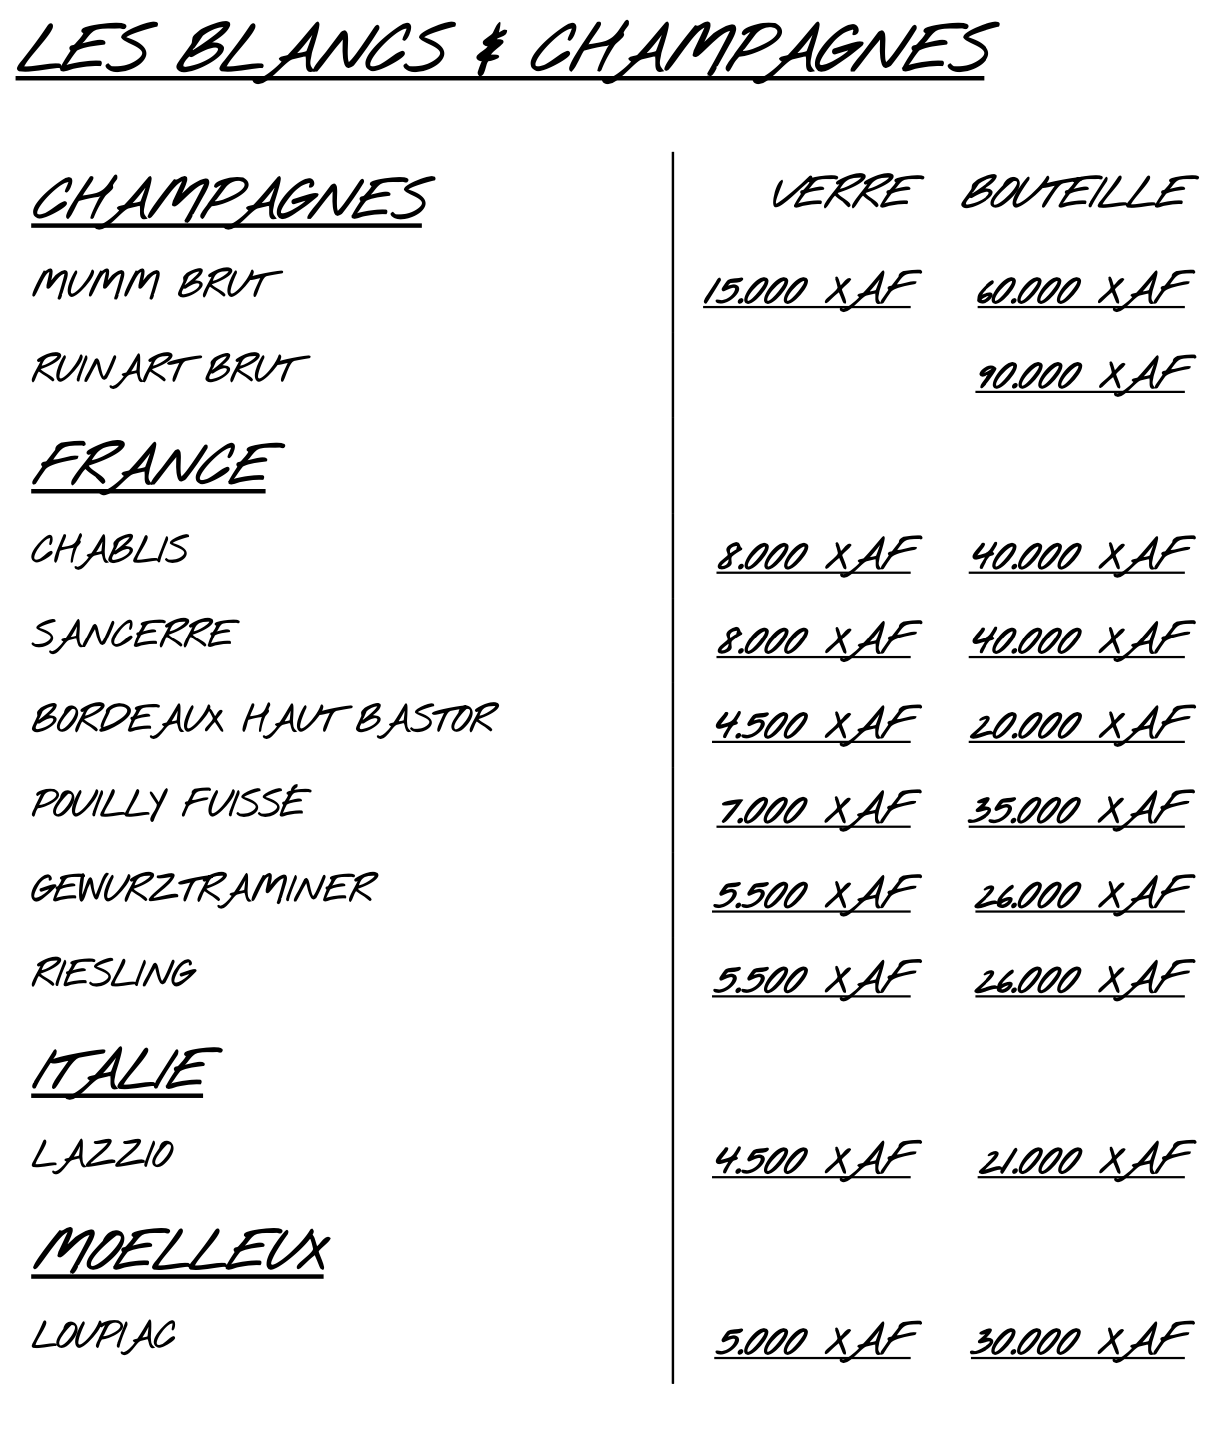 LES BLANCS & CHAMPAGNES
CHAMPAGNES VERRE BOUTEILLE
MUMM BRUT 15.000 XAF 60.000 XAF
RUINART BRUT 90.000 XAF
FRANCE
CHABLIS 8.000 XAF 40.000 XAF
SANCERRE 8.000 XAF 40.000 XAF
BORDEAUX HAUT BASTOR 4.500 XAF 20.000 XAF
POUILLY FUISSÉ 7.000 XAF 35.000 XAF
GEWURZTRAMINER 5.500 XAF 26.000 XAF
RIESLING 5.500 XAF 26.000 XAF
ITALIE
LAZZIO 4.500 XAF 21.000 XAF
MOELLEUX
LOUPIAC 5.000 XAF 30.000 XAF